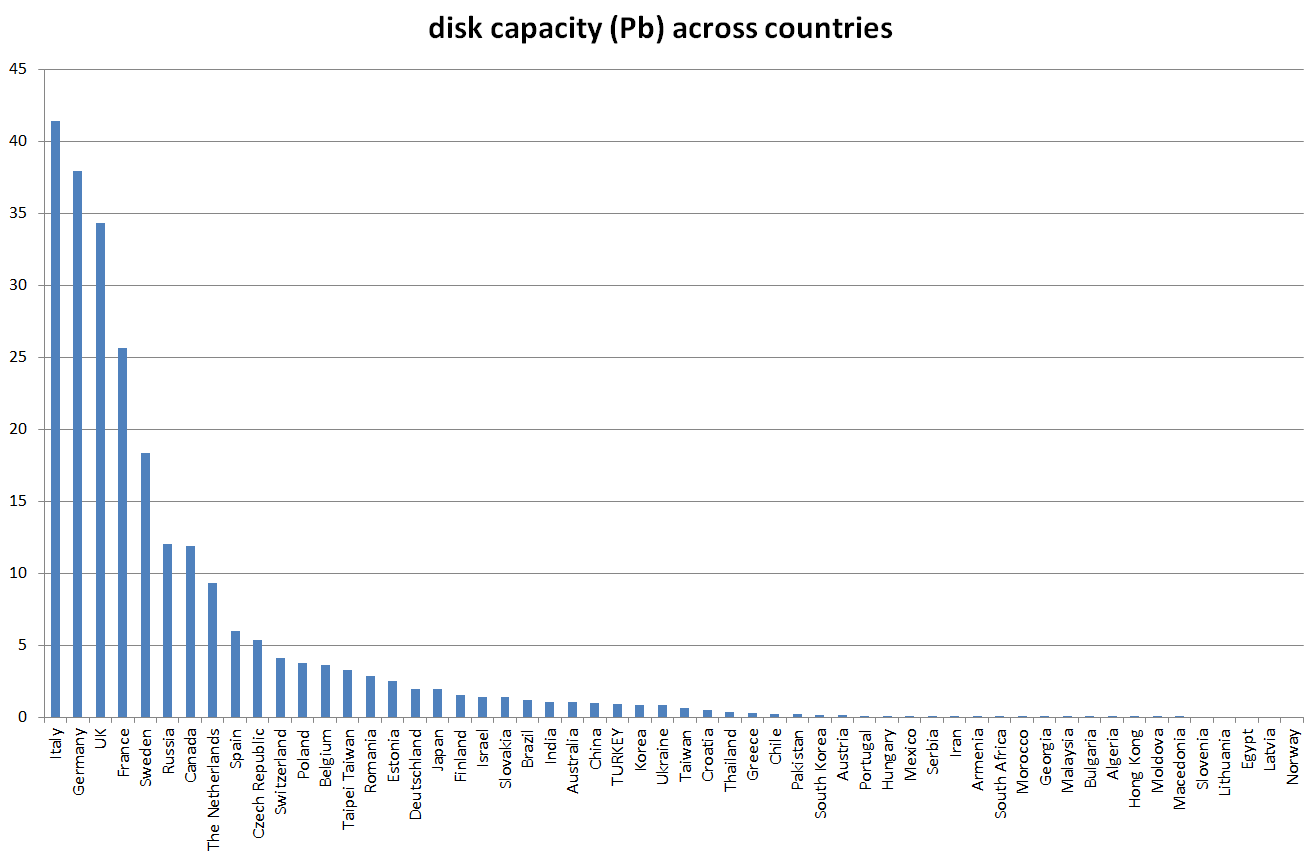 disk capacity (Pb) across countries
45
40
35
30
25
20
15
10
5
0
Italy
Germany
UK
France
Sweden
Russia
Canada
The Netherlands
Spain
Czech Republic
Switzerland
Poland
Belgium
Taipei Taiwan
Romania
Estonia
Deutschland
Japan
Finland
Israel
Slovakia
Brazil
India
Australia
China
TURKEY
Korea
Ukraine
Taiwan
Croatia
Thailand
Greece
Chile
Pakistan
South Korea
Austria
Portugal
Hungary
Mexico
Serbia
Iran
Armenia
South Africa
Morocco
Georgia
Malaysia
Bulgaria
Algeria
Hong Kong
Moldova
Macedonia
Slovenia
Lithuania
Egypt
Latvia
Norway